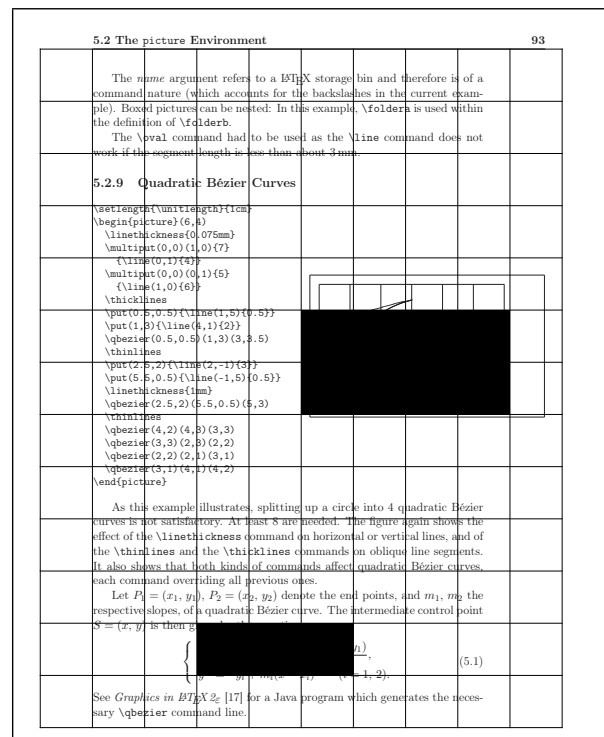 5.2 The picture Environment 93
The name argument refers to a LATEX storage bin and therefore is of a
command nature (which accounts for the backslashes in the current exam-
ple). Boxed pictures can be nested: In this example, \foldera is used within
the definition of \folderb.
The \oval command had to be used as the \line command does not
work if the segment length is less than about 3 mm.
5.2.9 Quadratic Bézier Curves
\setlength{\unitlength}{1cm}
\begin{picture}(6,4)
\linethickness{0.075mm}
\multiput(0,0)(1,0){7}
{\line(0,1){4}}
\multiput(0,0)(0,1){5}
{\line(1,0){6}}
\thicklines
\put(0.5,0.5){\line(1,5){0.5}}
\put(1,3){\line(4,1){2}}
\qbezier(0.5,0.5)(1,3)(3,3.5)
\thinlines
\put(2.5,2){\line(2,-1){3}}
\put(5.5,0.5){\line(-1,5){0.5}}
\linethickness{1mm}
\qbezier(2.5,2)(5.5,0.5)(5,3)
\thinlines
\qbezier(4,2)(4,3)(3,3)
\qbezier(3,3)(2,3)(2,2)
\qbezier(2,2)(2,1)(3,1)
\qbezier(3,1)(4,1)(4,2)
\end{picture}
As this example illustrates, splitting up a circle into 4 quadratic Bézier
curves is not satisfactory. At least 8 are needed. The figure again shows the
effect of the \linethickness command on horizontal or vertical lines, and of
the \thinlines and the \thicklines commands on oblique line segments.
It also shows that both kinds of commands affect quadratic Bézier curves,
each command overriding all previous ones.
Let P₁ = (x₁, y₁), P₂ = (x₂, y₂) denote the end points, and m₁, m₂ the
respective slopes, of a quadratic Bézier curve. The intermediate control point
S = (x, y) is then
y₁)
, (5.1)
= 1, 2).
See Graphics in LATEX 2ε [17] for a Java program which generates the neces-
sary \qbezier command line.